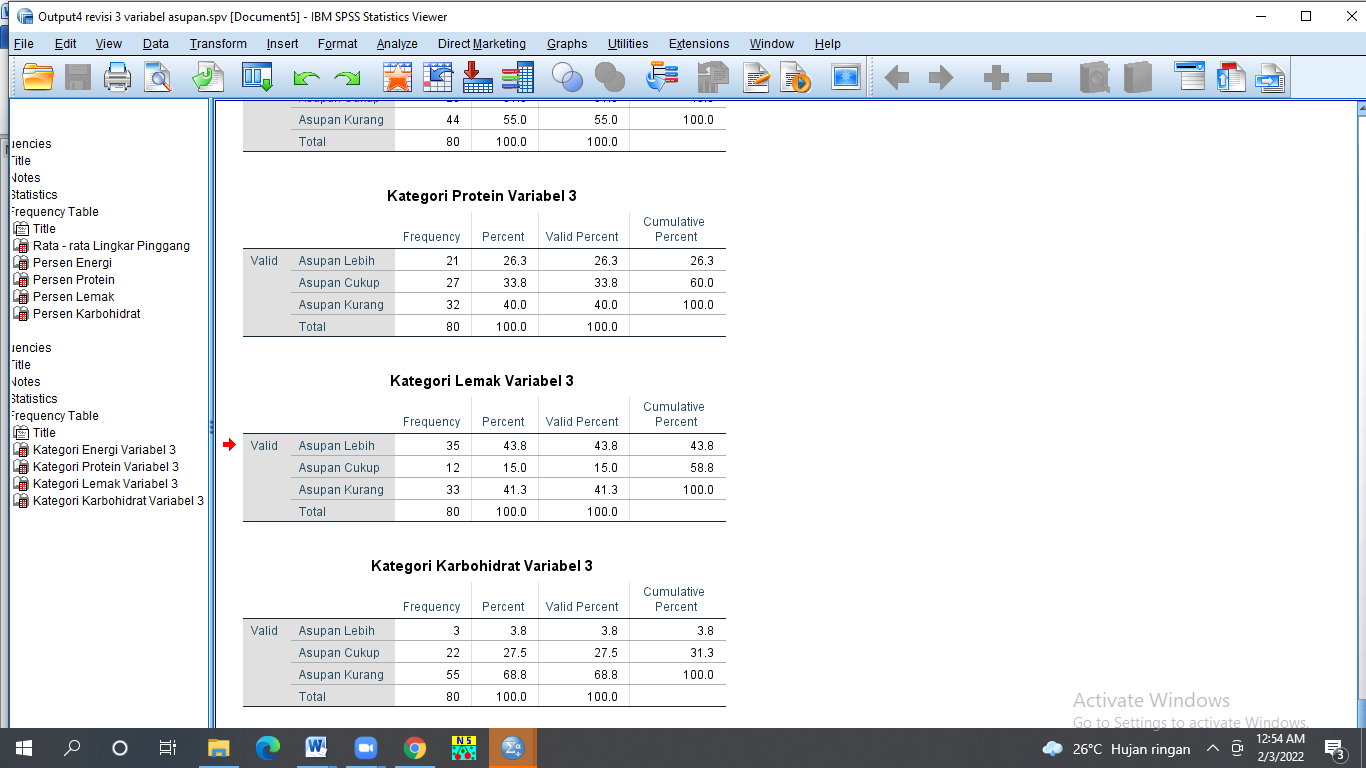 Output4 revisi 3 variabel asupan.spv [Document5] - IBM SPSS Statistics Viewer
File Edit View Data Transform Insert Format Analyze Direct Marketing Graphs Utilities Extensions Window Help
uencies
Title
Notes
Statistics
Frequency Table
Title
Rata - rata Lingkar Pinggang
Persen Energi
Persen Protein
Persen Lemak
Persen Karbohidrat
uencies
Title
Notes
Statistics
Frequency Table
Title
Kategori Energi Variabel 3
Kategori Protein Variabel 3
Kategori Lemak Variabel 3
Kategori Karbohidrat Variabel 3
Asupan Kurang 44 55.0 55.0 100.0
Total 80 100.0 100.0
Kategori Protein Variabel 3
Frequency Percent Valid Percent Cumulative Percent
Valid Asupan Lebih 21 26.3 26.3 26.3
Asupan Cukup 27 33.8 33.8 60.0
Asupan Kurang 32 40.0 40.0 100.0
Total 80 100.0 100.0
Kategori Lemak Variabel 3
Frequency Percent Valid Percent Cumulative Percent
Valid Asupan Lebih 35 43.8 43.8 43.8
Asupan Cukup 12 15.0 15.0 58.8
Asupan Kurang 33 41.3 41.3 100.0
Total 80 100.0 100.0
Kategori Karbohidrat Variabel 3
Frequency Percent Valid Percent Cumulative Percent
Valid Asupan Lebih 3 3.8 3.8 3.8
Asupan Cukup 22 27.5 27.5 31.3
Asupan Kurang 55 68.8 68.8 100.0
Total 80 100.0 100.0
Activate Windows
Go to Settings to activate Windows.
N 5
26°C Hujan ringan
12:54 AM
2/3/2022
3